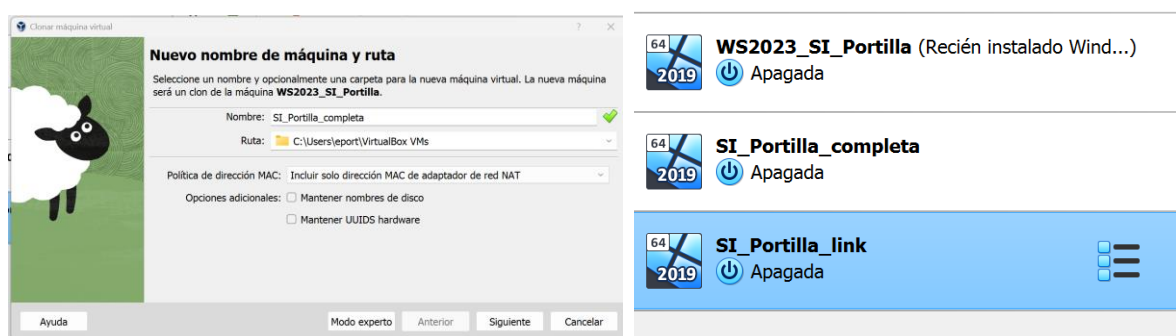 Clonar máquina virtual
Nuevo nombre de máquina y ruta
Seleccione un nombre y opcionalmente una carpeta para la nueva máquina virtual. La nueva máquina
será un clon de la máquina WS2023_SI_Portilla.
Nombre: SI_Portilla_completa
Ruta: C:\Users\eport\VirtualBox VMs
Política de dirección MAC: Incluir solo dirección MAC de adaptador de red NAT
Opciones adicionales: Mantener nombres de disco
Mantener UUIDS hardware
Ayuda Modo experto Anterior Siguiente Cancelar
64 2019 WS2023_SI_Portilla (Recién instalado Wind...)
Apagada
64 2019 SI_Portilla_completa
Apagada
64 2019 SI_Portilla_link
Apagada